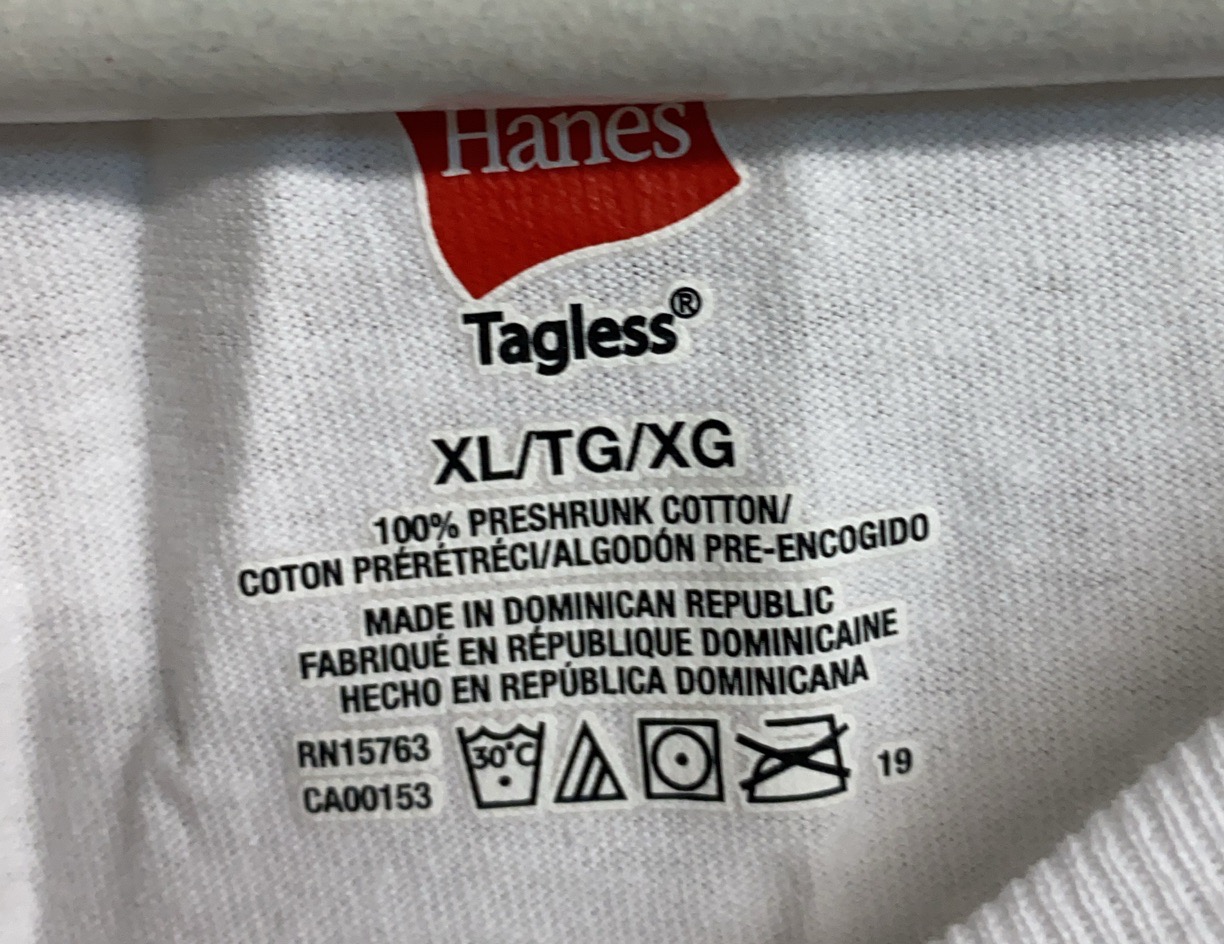 Hanes
Tagless®
XL/TG/XG
100% PRESHRUNK COTTON/
COTON PRÉRÉTRÉCI/ALGODÓN PRE-ENCOGIDO
MADE IN DOMINICAN REPUBLIC
FABRIQUÉ EN RÉPUBLIQUE DOMINICAINE
HECHO EN REPÚBLICA DOMINICANA
RN15763 30°C 19
CA00153